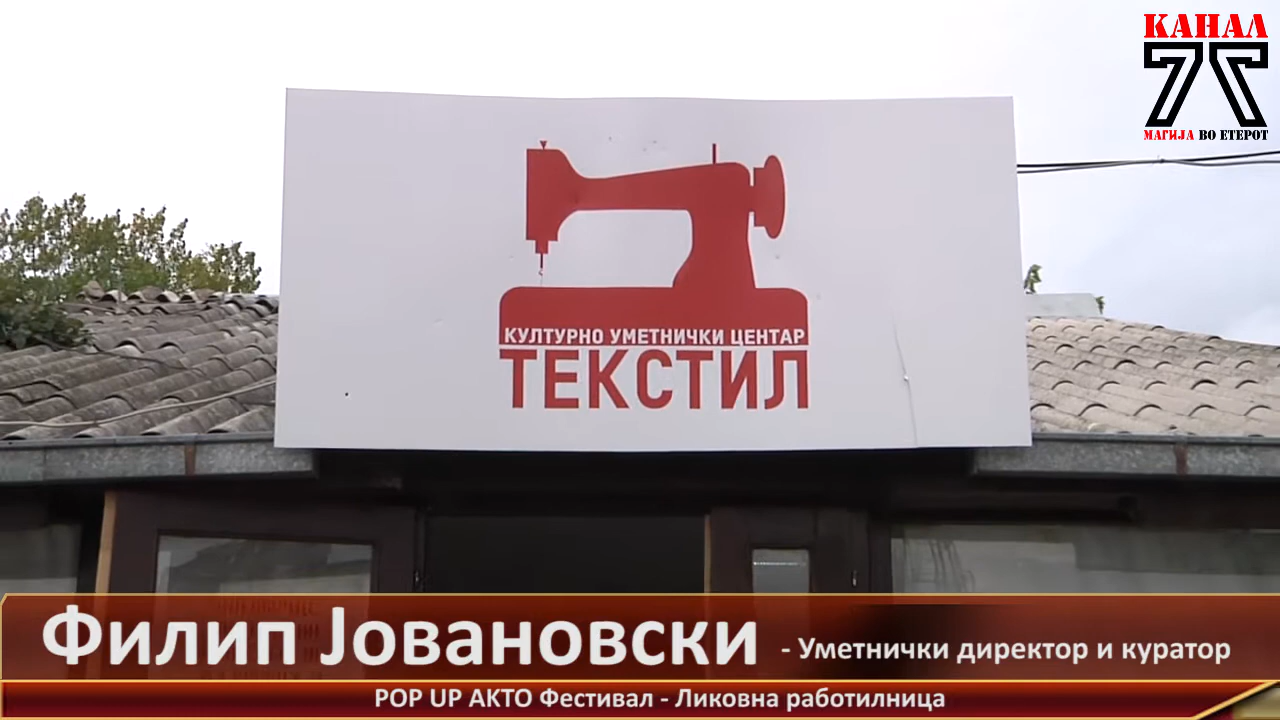 КАНАЛ
77
МАГИЈА ВО ЕТЕРОТ
КУЛТУРНО УМЕТНИЧКИ ЦЕНТАР
ТЕКСТИЛ
Филип Јовановски - Уметнички директор и куратор
POP UP АКТО Фестивал - Ликовна работилница